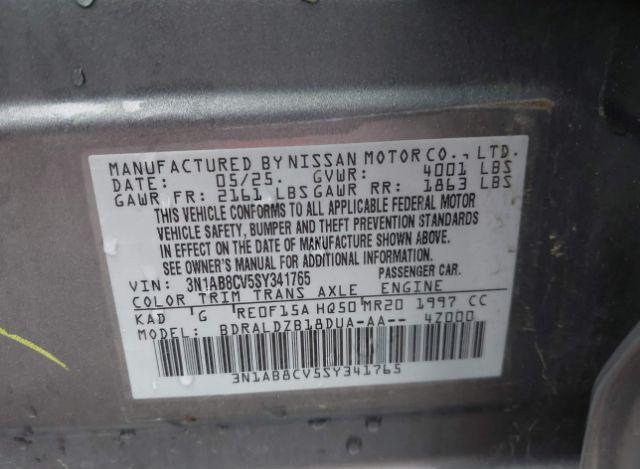 MANUFACTURED BY NISSAN MOTOR CO., LTD.
DATE: 05/25. GVWR: 4001 LBS
GAWR FR: 2161 LBS GAWR RR: 1863 LBS
THIS VEHICLE CONFORMS TO ALL APPLICABLE FEDERAL MOTOR
VEHICLE SAFETY, BUMPER AND THEFT PREVENTION STANDARDS
IN EFFECT ON THE DATE OF MANUFACTURE SHOWN ABOVE.
SEE OWNER'S MANUAL FOR ADDITIONAL INFORMATION.
VIN: 3N1AB8CV5SY341765 PASSENGER CAR.
COLOR TRIM TRANS AXLE ENGINE
KAD G RE0F15A HQ50 MR20 1997 CC
MODEL: BDRALDZB18DUA-AA-- 4Z000
3N1AB8CV5SY341765